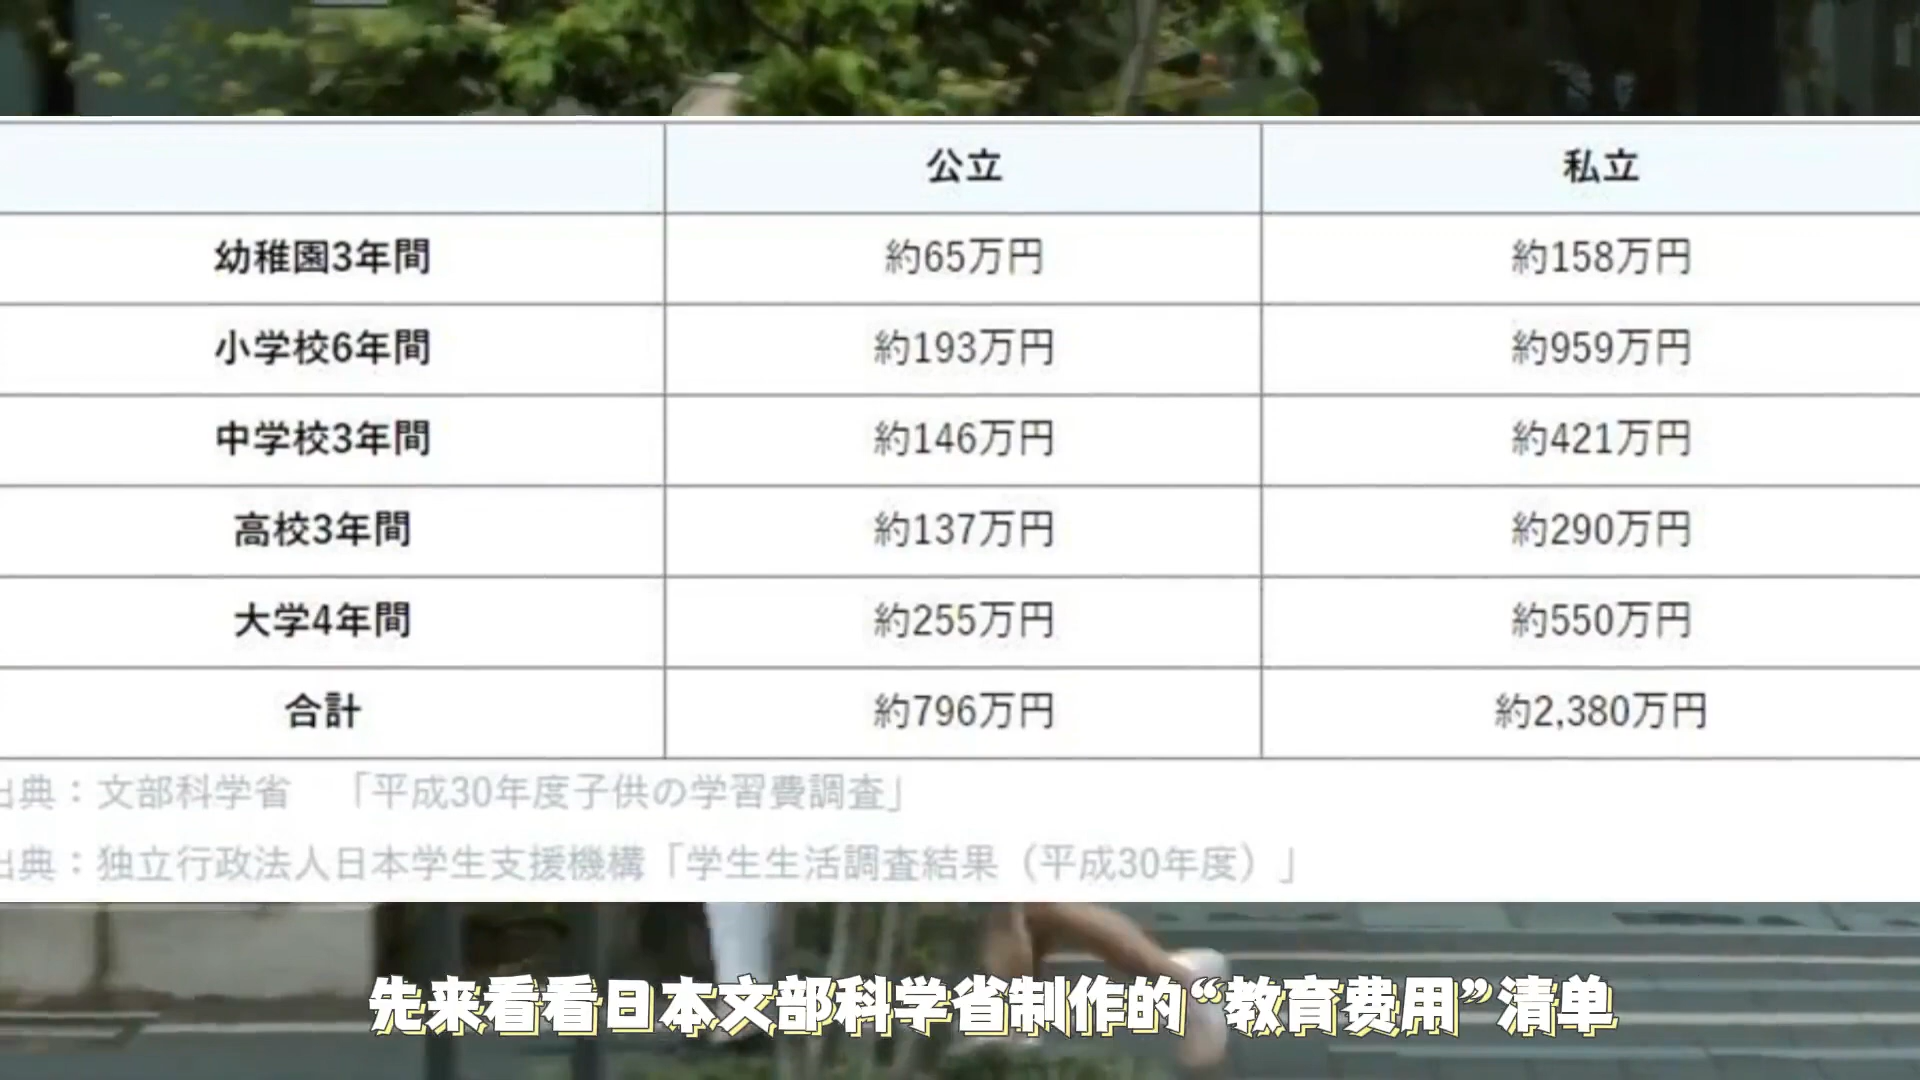 公立 私立
幼稚園3年間 約65万円 約158万円
小学校6年間 約193万円 約959万円
中学校3年間 約146万円 約421万円
高校3年間 約137万円 約290万円
大学4年間 約255万円 約550万円
合計 約796万円 約2,380万円
出典：文部科学省 「平成30年度子供の学習費調査」
出典：独立行政法人日本学生支援機構「学生生活調査結果（平成30年度）」
先来看看日本文部科学省制作的“教育费用”清单